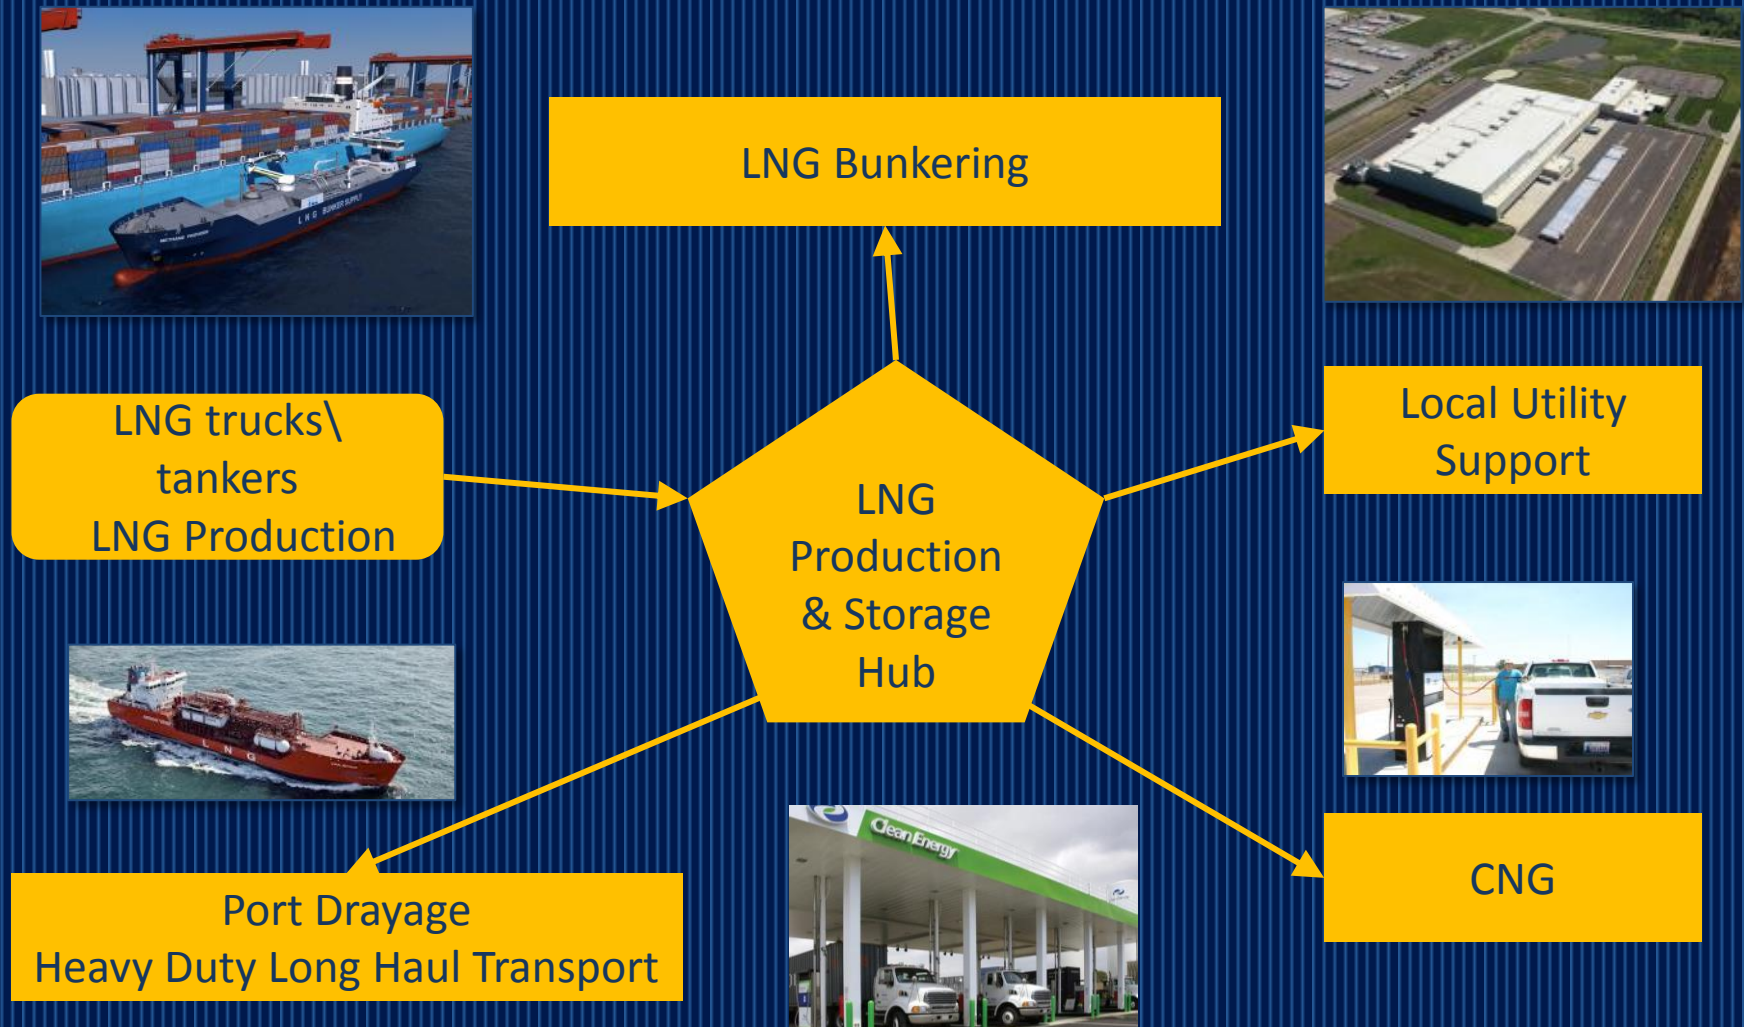 LNG BUNKER SUPPLY
LNG Bunkering
LNG trucks\
tankers
LNG Production
Local Utility
Support
LNG
Production
& Storage
Hub
LNG
Clean Energy
Port Drayage
Heavy Duty Long Haul Transport
CNG